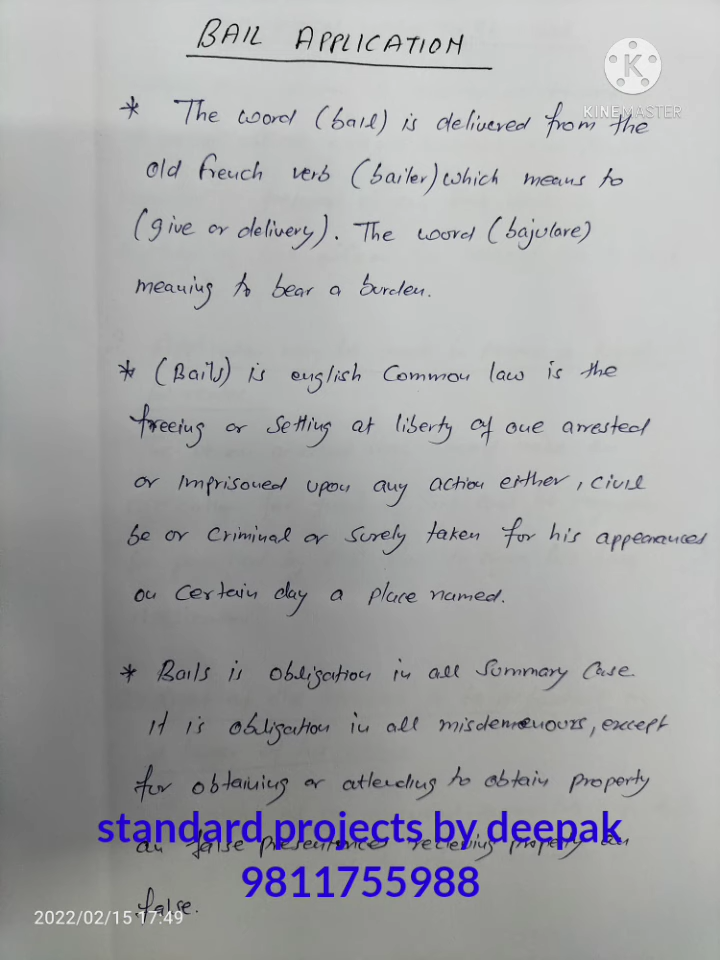 BAIL APPLICATION
K
KINEMASTER
* The word (bail) is delivered from the
old french verb (bailer) which means to
(give or delivery). The word (bajulare)
meaning to bear a burden.
* (Bails) is english Common law is the
freeing or setting at liberty of one arrested
or imprisoned upon any action either, civil
be or criminal or surely taken for his appearances
on certain day a place named.
* Bails is obligation in all Summary Case.
it is obligation in all misdemenours, except
for obtaining or attending to obtain property
standard projects by deepak
an false property an
9811755988
2022/02/15 17:49
false.